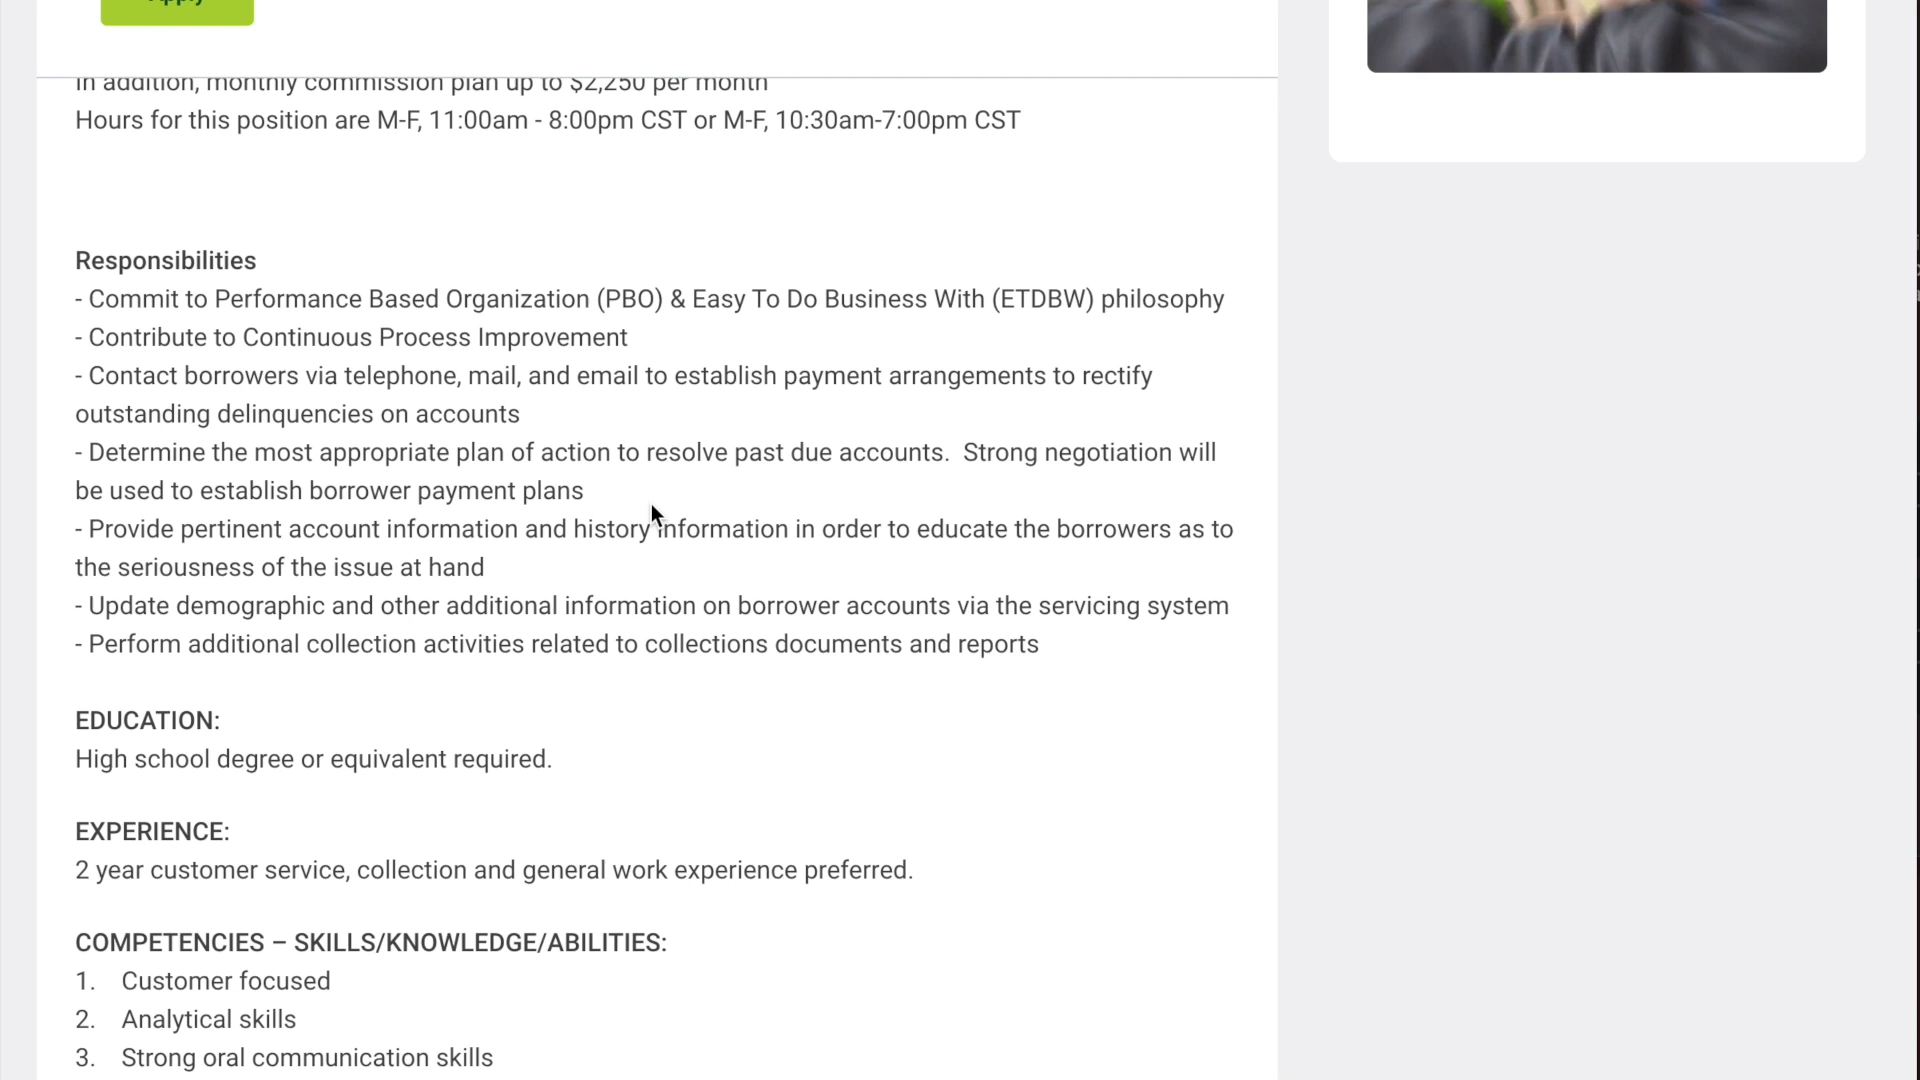 Apply
In addition, monthly commission plan up to $2,250 per month
Hours for this position are M-F, 11:00am - 8:00pm CST or M-F, 10:30am-7:00pm CST
Responsibilities
- Commit to Performance Based Organization (PBO) & Easy To Do Business With (ETDBW) philosophy
- Contribute to Continuous Process Improvement
- Contact borrowers via telephone, mail, and email to establish payment arrangements to rectify
outstanding delinquencies on accounts
- Determine the most appropriate plan of action to resolve past due accounts.  Strong negotiation will
be used to establish borrower payment plans
- Provide pertinent account information and history information in order to educate the borrowers as to
the seriousness of the issue at hand
- Update demographic and other additional information on borrower accounts via the servicing system
- Perform additional collection activities related to collections documents and reports
EDUCATION:
High school degree or equivalent required.
EXPERIENCE:
2 year customer service, collection and general work experience preferred.
COMPETENCIES – SKILLS/KNOWLEDGE/ABILITIES:
1. Customer focused
2. Analytical skills
3. Strong oral communication skills